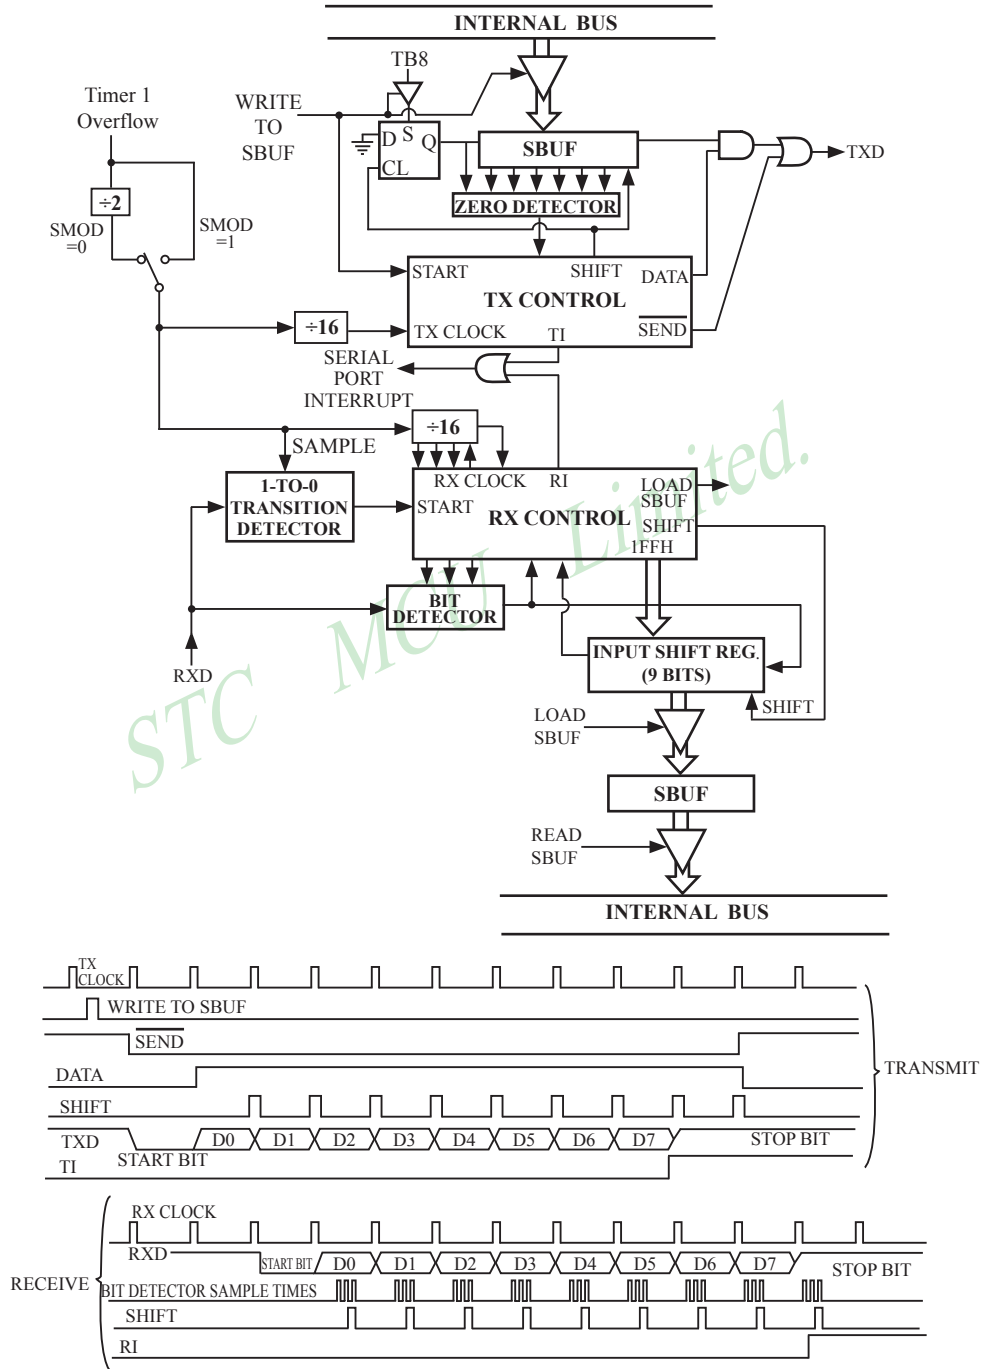 INTERNAL BUS
TB8
Timer 1
Overflow
WRITE
TO
SBUF
D S Q
CL
SBUF
TXD
÷2
ZERO DETECTOR
SMOD
=0
SMOD
=1
START
SHIFT
DATA
TX CONTROL
÷16
TX CLOCK
TI
SEND
SERIAL
PORT
INTERRUPT
÷16
SAMPLE
RX CLOCK
RI
LOAD
SBUF
1-TO-0
TRANSITION
DETECTOR
START
RX CONTROL
SHIFT
1FFH
BIT
DETECTOR
RXD
INPUT SHIFT REG.
(9 BITS)
SHIFT
LOAD
SBUF
SBUF
READ
SBUF
INTERNAL BUS
STC MCU Limited.
TX
CLOCK
WRITE TO SBUF
SEND
DATA
TRANSMIT
SHIFT
TXD
START BIT
D0 D1 D2 D3 D4 D5 D6 D7
STOP BIT
TI
RX CLOCK
RXD
START BIT
D0 D1 D2 D3 D4 D5 D6 D7
STOP BIT
RECEIVE
BIT DETECTOR SAMPLE TIMES
SHIFT
RI